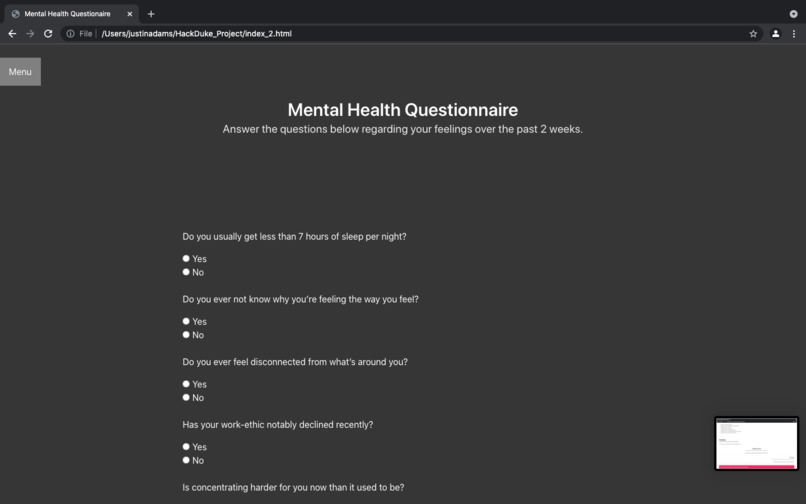 Mental Health Questionnaire
File
/Users/justinadams/HackDuke_Project/index_2.html
Menu
Mental Health Questionnaire
Answer the questions below regarding your feelings over the past 2 weeks.
Do you usually get less than 7 hours of sleep per night?
Yes
No
Do you ever not know why you're feeling the way you feel?
Yes
No
Do you ever feel disconnected from what's around you?
Yes
No
Has your work-ethic notably declined recently?
Yes
No
Is concentrating harder for you now than it used to be?